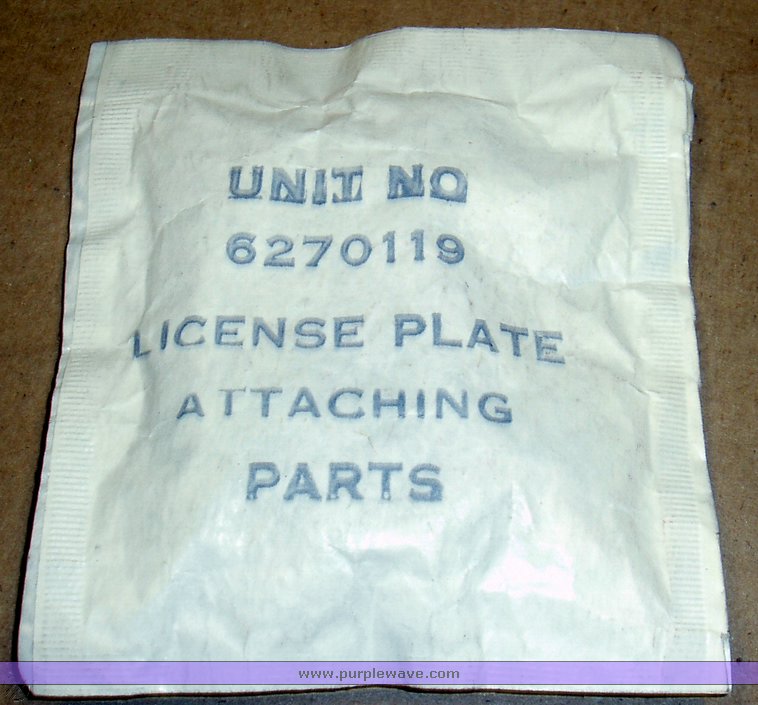 UNIT NO
6270119
LICENSE PLATE
ATTACHING
PARTS
www.purplewave.com